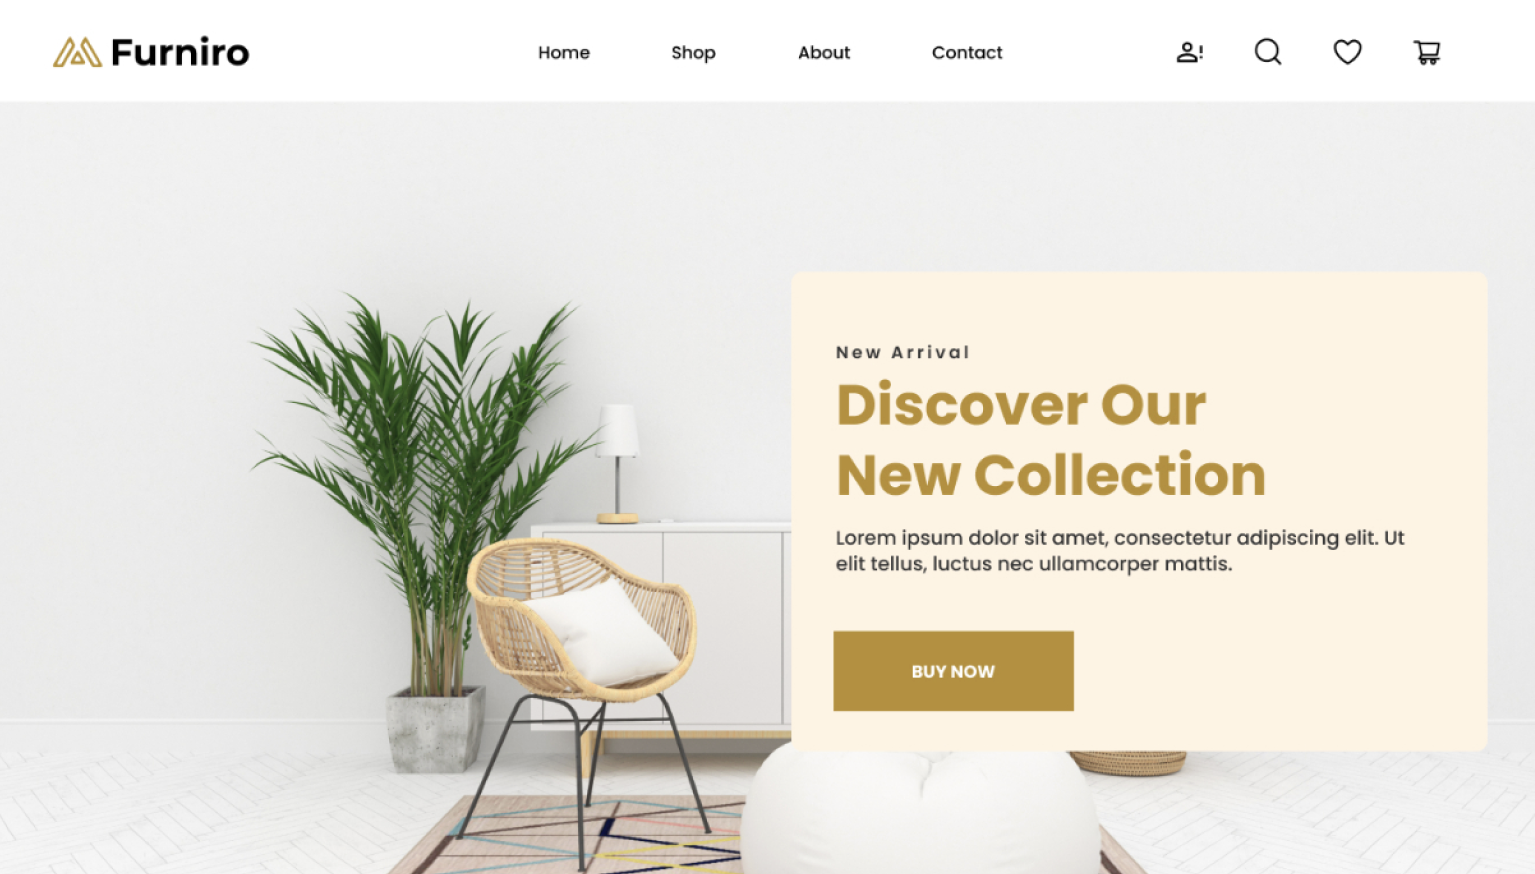 Furniro
Home
Shop
About
Contact
New Arrival
Discover Our
New Collection
Lorem ipsum dolor sit amet, consectetur adipiscing elit. Ut
elit tellus, luctus nec ullamcorper mattis.
BUY NOW